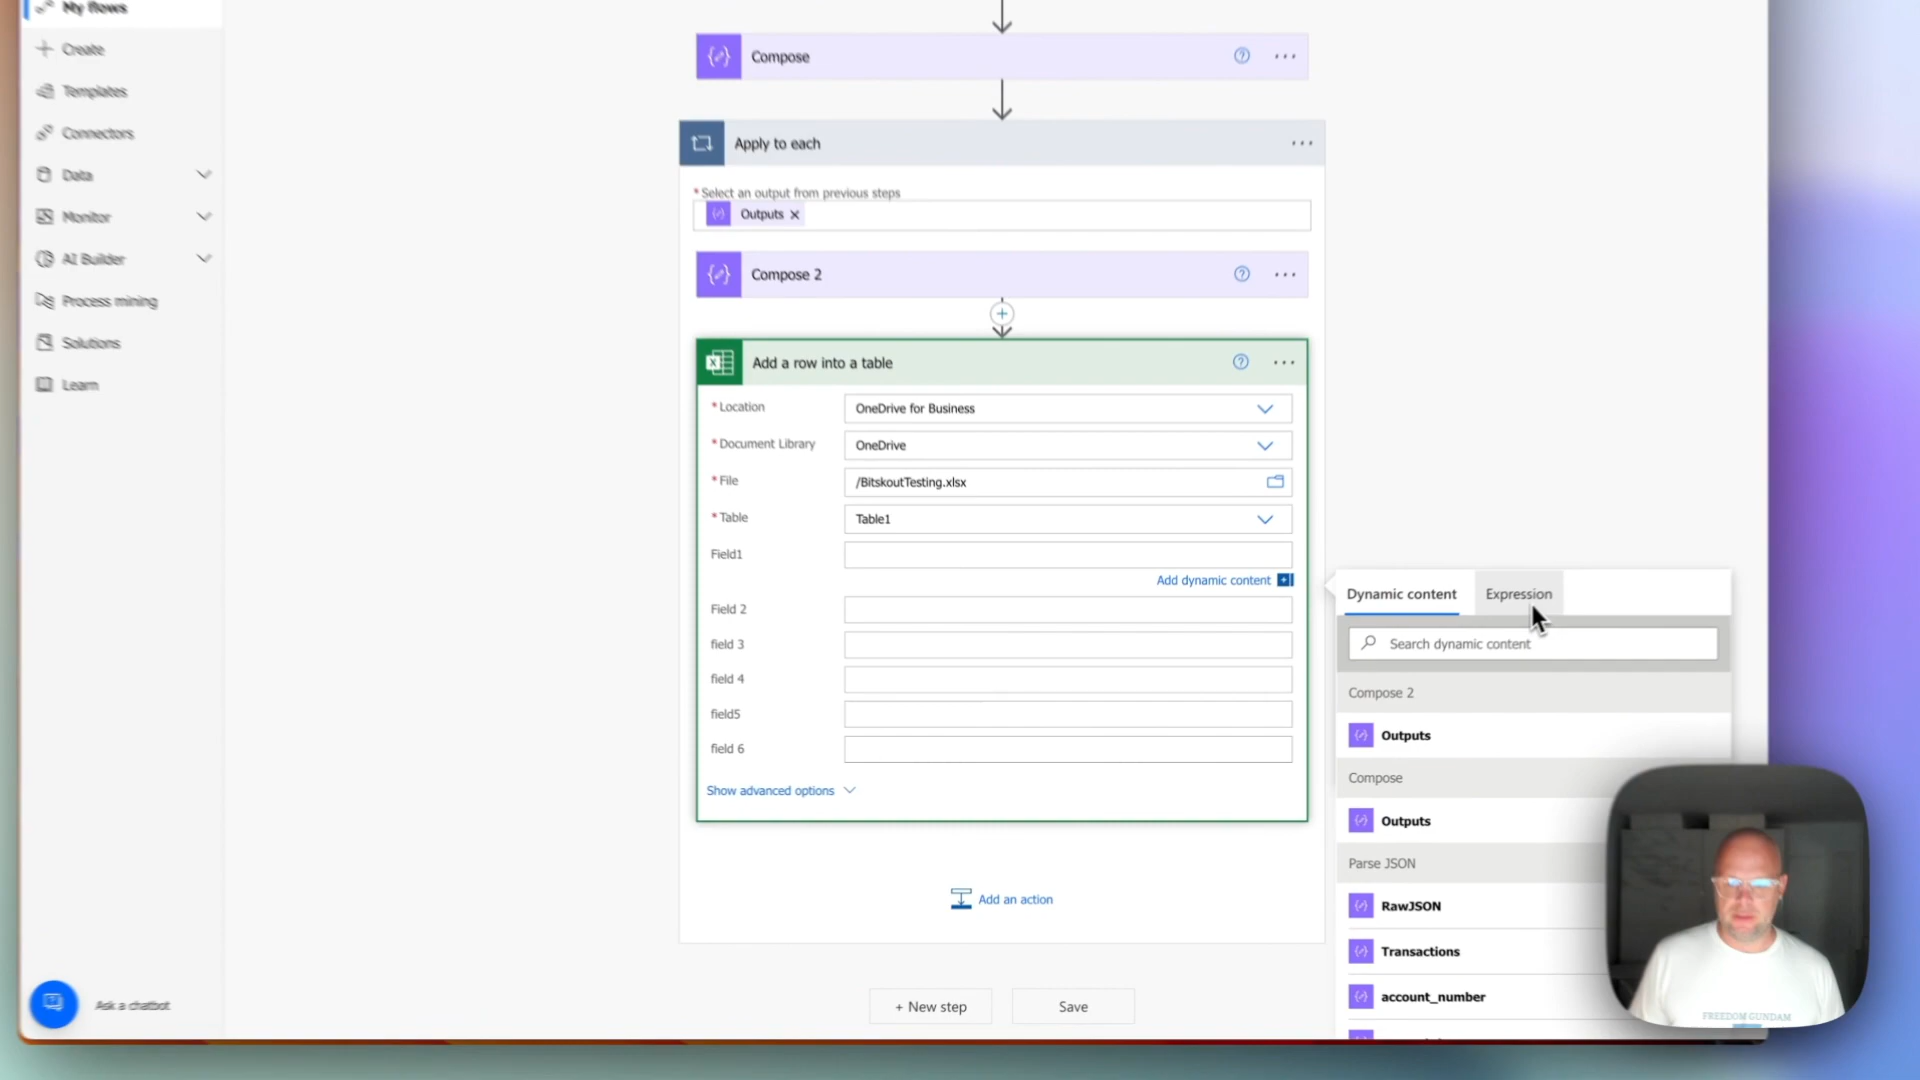 My flows
Create
Templates
Connectors
Data
Monitor
AI Builder
Process mining
Solutions
Learn
Ask a chatbot
Compose
Apply to each
* Select an output from previous steps
Outputs
Compose 2
Add a row into a table
* Location
OneDrive for Business
* Document Library
OneDrive
* File
/BitskoutTesting.xlsx
* Table
Table1
Field1
Add dynamic content
Field 2
field 3
field 4
field5
field 6
Show advanced options
Add an action
+ New step
Save
Dynamic content
Expression
Search dynamic content
Compose 2
Outputs
Compose
Outputs
Parse JSON
RawJSON
Transactions
account_number
FREEDOM GUNDAM